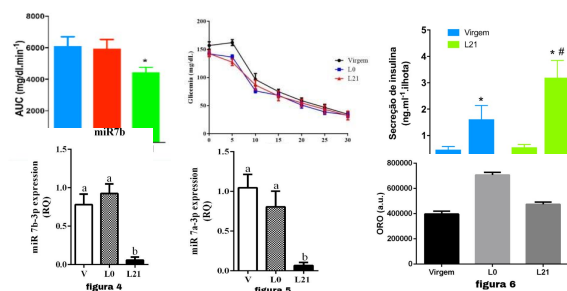 8000
6000
4000
2000
AUC (mg/dl.min⁻¹)
*
miR7b
200
150
100
50
0
Glicemia (mg/dL)
Virgem
L0
L21
0 5 10 15 20 25 30
Virgem L21
5
4
3
2
1
Secreção de insulina
(ng.ml⁻¹.ilhota)
*
* #
1.5
1.0
0.5
0.0
miR 7b-3p expression
(RQ)
a a b
V L0 L21
figura 4
1.5
1.0
0.5
0.0
miR 7a-3p expression
(RQ)
a a b
V L0 L21
figura 5
800000
600000
400000
200000
0
ORO (a.u.)
Virgem L0 L21
figura 6